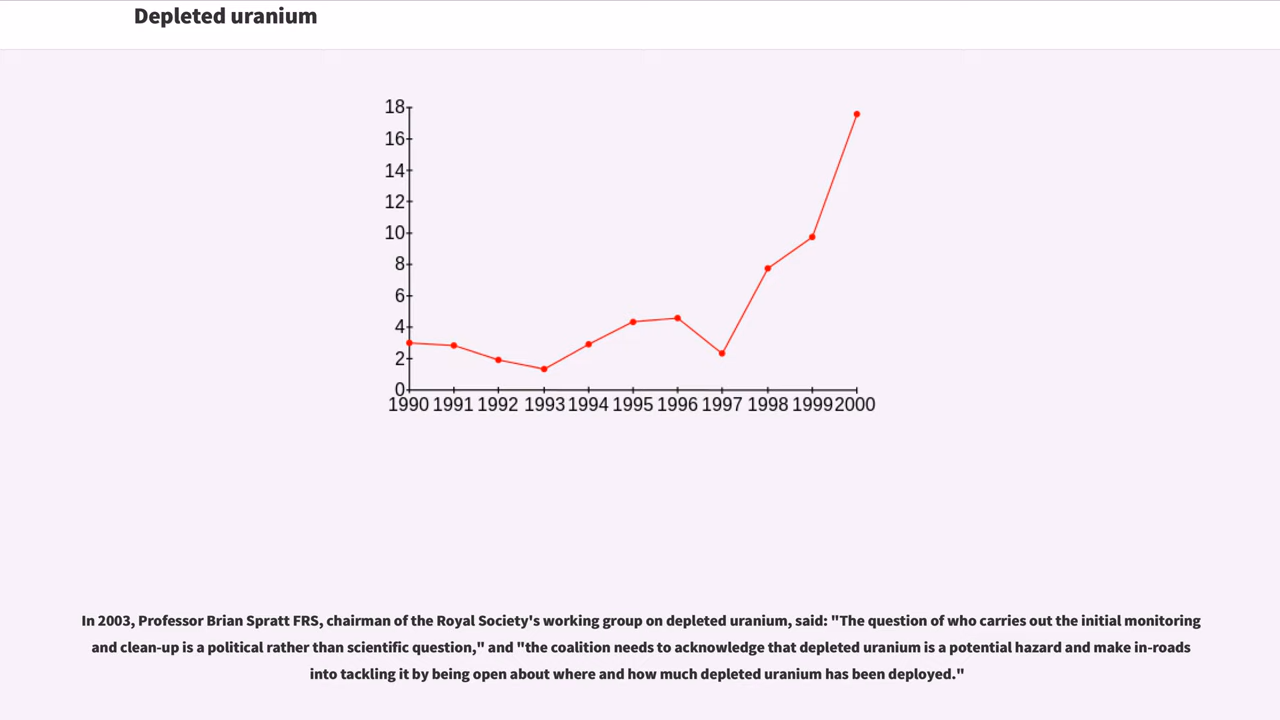 Depleted uranium
18
16
14
12
10
8
6
4
2
0
1990 1991 1992 1993 1994 1995 1996 1997 1998 1999 2000
In 2003, Professor Brian Spratt FRS, chairman of the Royal Society's working group on depleted uranium, said: "The question of who carries out the initial monitoring
and clean-up is a political rather than scientific question," and "the coalition needs to acknowledge that depleted uranium is a potential hazard and make in-roads
into tackling it by being open about where and how much depleted uranium has been deployed."